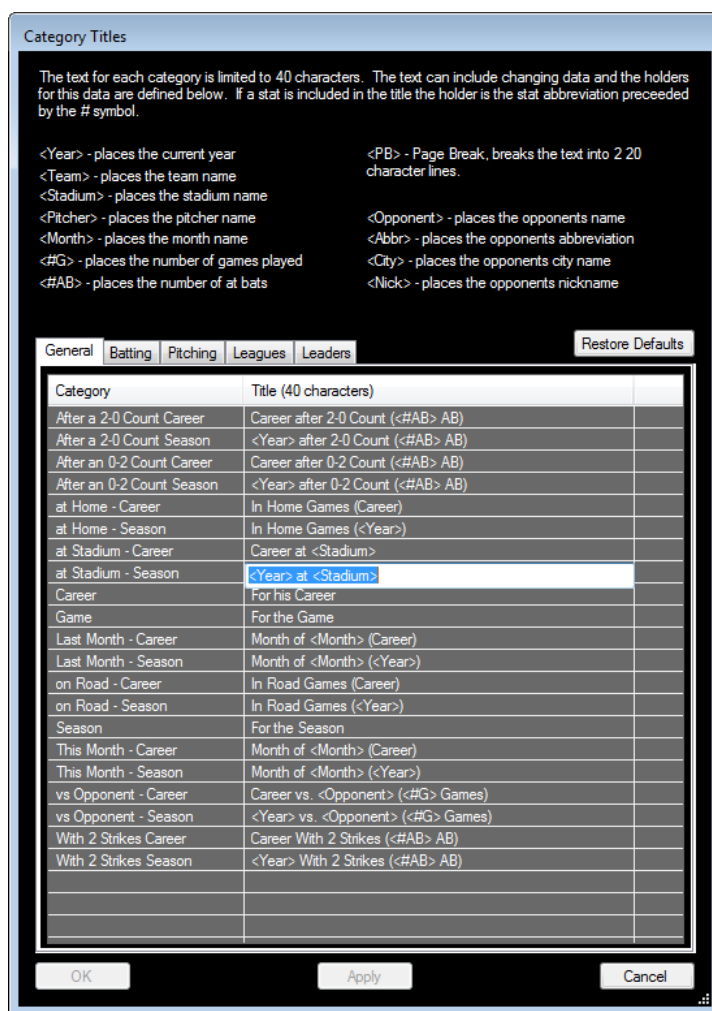 Category Titles
The text for each category is limited to 40 characters. The text can include changing data and the holders
for this data are defined below. If a stat is included in the title the holder is the stat abbreviation preceeded
by the # symbol.
<Year> - places the current year
<Team> - places the team name
<Stadium> - places the stadium name
<Pitcher> - places the pitcher name
<Month> - places the month name
<#G> - places the number of games played
<#AB> - places the number of at bats
<PB> - Page Break, breaks the text into 2 20
character lines.
<Opponent> - places the opponents name
<Abbr> - places the opponents abbreviation
<City> - places the opponents city name
<Nick> - places the opponents nickname
Restore Defaults
General Batting Pitching Leagues Leaders
Category Title (40 characters)
After a 2-0 Count Career Career after 2-0 Count (<#AB> AB)
After a 2-0 Count Season <Year> after 2-0 Count (<#AB> AB)
After an 0-2 Count Career Career after 0-2 Count (<#AB> AB)
After an 0-2 Count Season <Year> after 0-2 Count (<#AB> AB)
at Home - Career In Home Games (Career)
at Home - Season In Home Games (<Year>)
at Stadium - Career Career at <Stadium>
at Stadium - Season <Year> at <Stadium>
Career For his Career
Game For the Game
Last Month - Career Month of <Month> (Career)
Last Month - Season Month of <Month> (<Year>)
on Road - Career In Road Games (Career)
on Road - Season In Road Games (<Year>)
Season For the Season
This Month - Career Month of <Month> (Career)
This Month - Season Month of <Month> (<Year>)
vs Opponent - Career Career vs. <Opponent> (<#G> Games)
vs Opponent - Season <Year> vs. <Opponent> (<#G> Games)
With 2 Strikes Career Career With 2 Strikes (<#AB> AB)
With 2 Strikes Season <Year> With 2 Strikes (<#AB> AB)
OK Apply Cancel